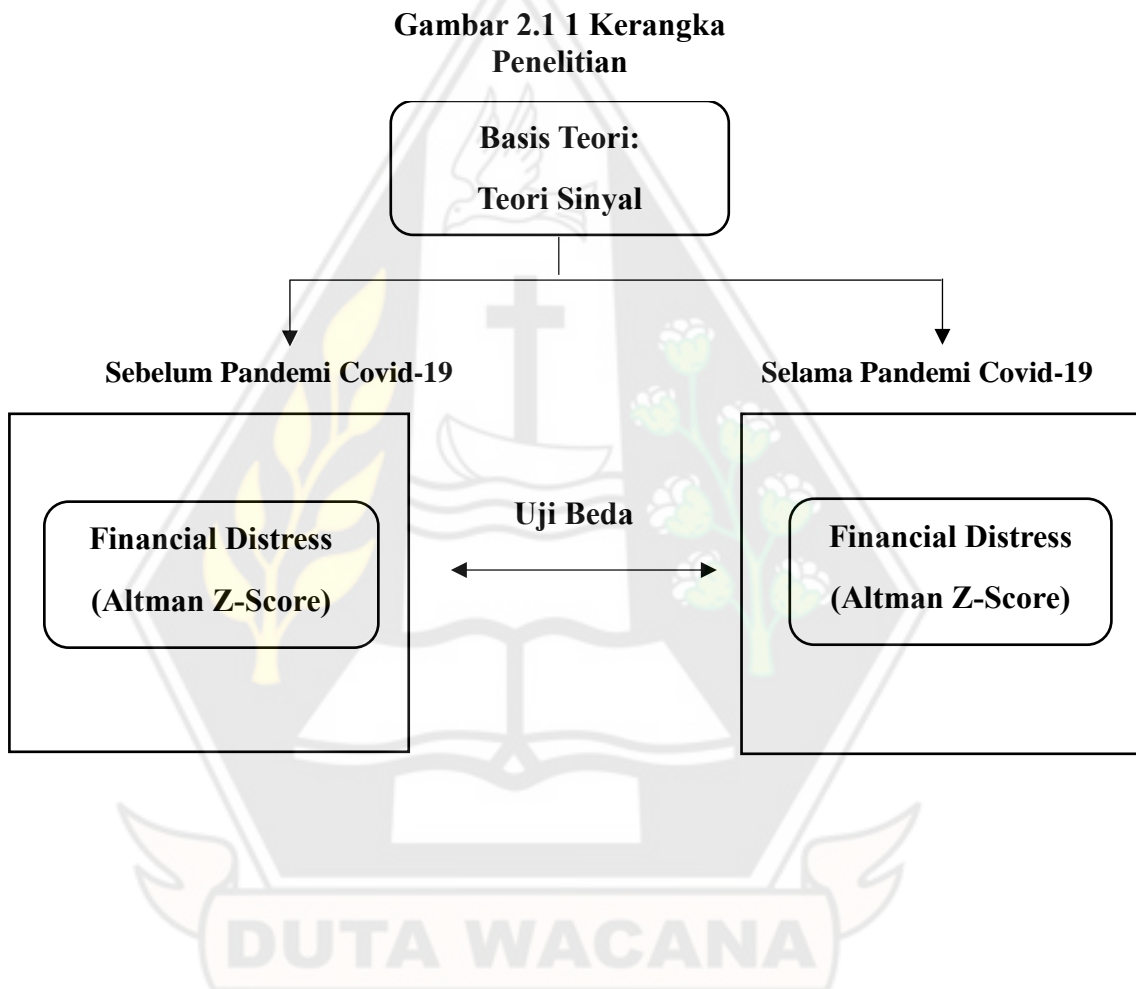 Gambar 2.1 1 Kerangka
Penelitian
Basis Teori:
Teori Sinyal
Sebelum Pandemi Covid-19
Selama Pandemi Covid-19
Financial Distress
(Altman Z-Score)
Uji Beda
Financial Distress
(Altman Z-Score)
DUTA WACANA